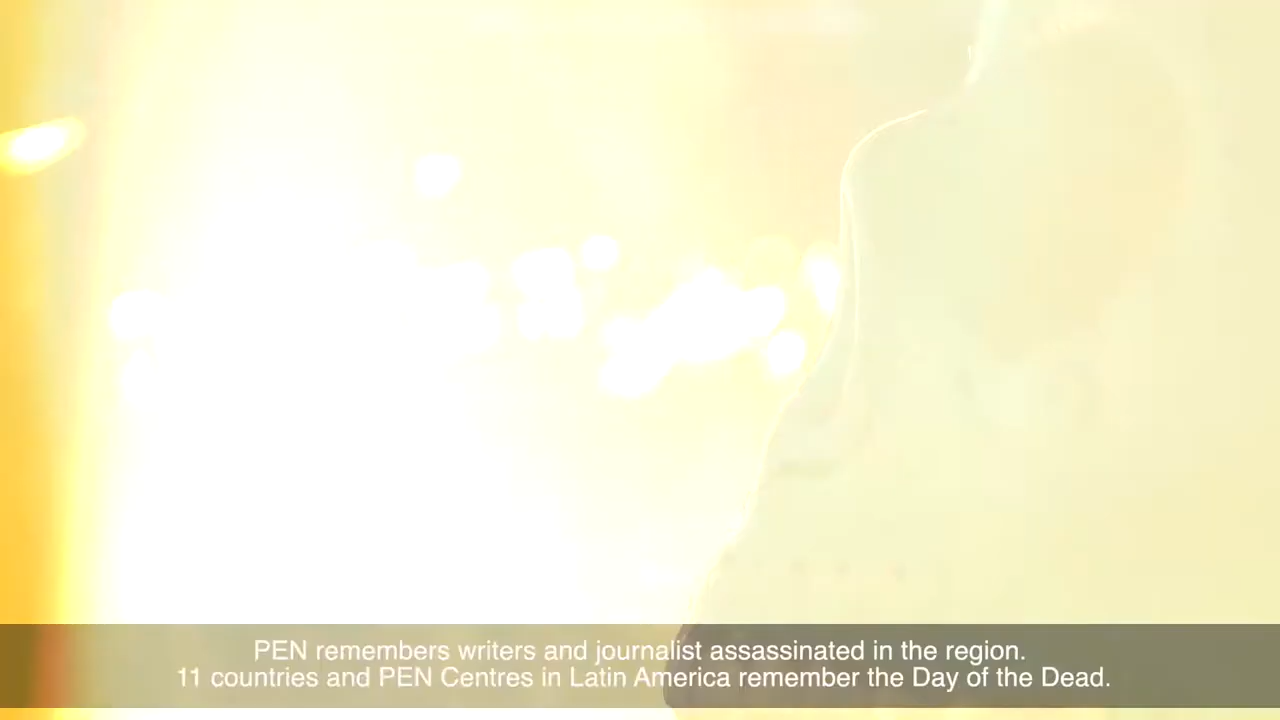 PEN remembers writers and journalist assassinated in the region.
11 countries and PEN Centres in Latin America remember the Day of the Dead.